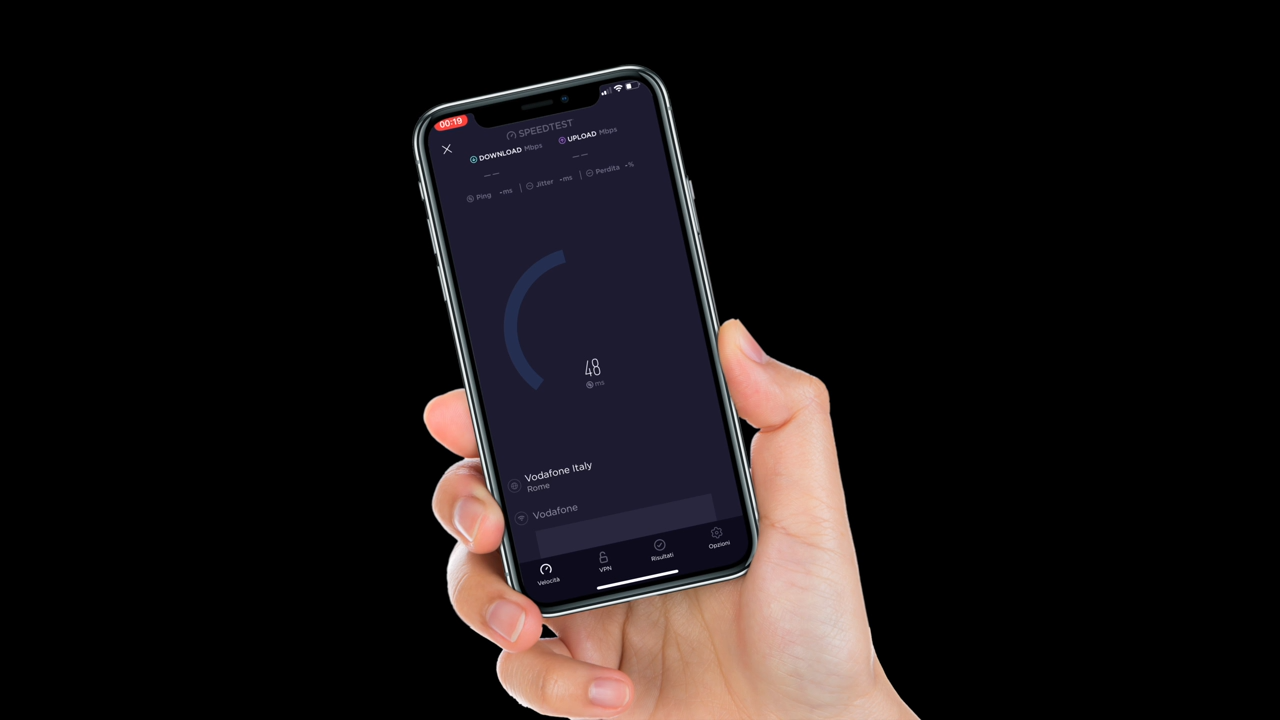 00:19
SPEEDTEST
DOWNLOAD Mbps
UPLOAD Mbps
— —
— —
Ping -ms | Jitter -ms | Perdita -%
48
ms
Vodafone Italy
Rome
Vodafone
Velocità
VPN
Risultati
Opzioni